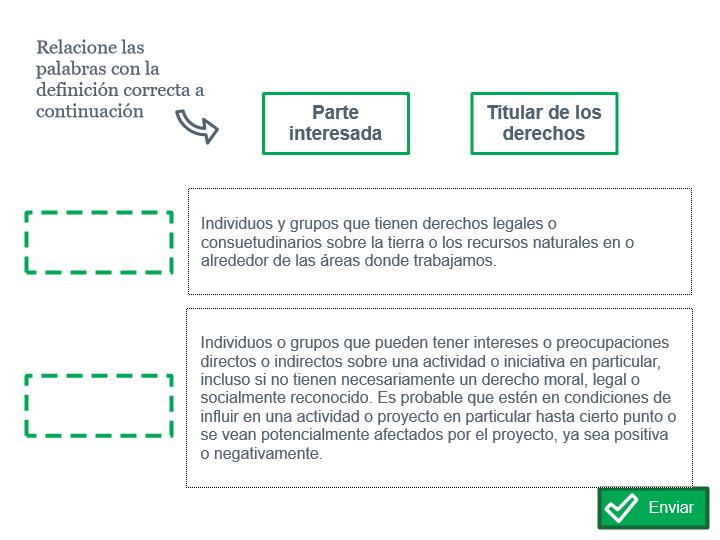 Relacione las
palabras con la
definición correcta a
continuación
Parte
interesada
Titular de los
derechos
Individuos y grupos que tienen derechos legales o
consuetudinarios sobre la tierra o los recursos naturales en o
alrededor de las áreas donde trabajamos.
Individuos o grupos que pueden tener intereses o preocupaciones
directos o indirectos sobre una actividad o iniciativa en particular,
incluso si no tienen necesariamente un derecho moral, legal o
socialmente reconocido. Es probable que estén en condiciones de
influir en una actividad o proyecto en particular hasta cierto punto o
se vean potencialmente afectados por el proyecto, ya sea positiva
o negativamente.
Enviar